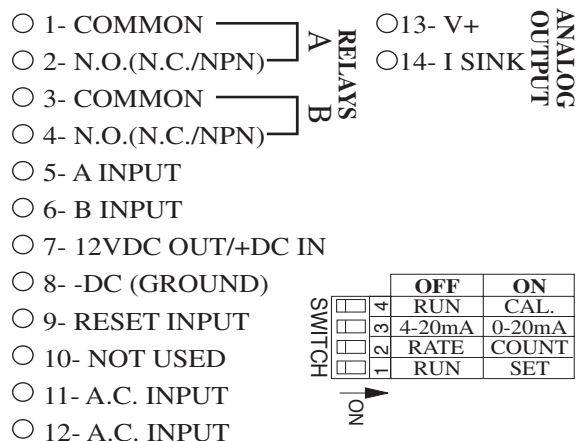 1- COMMON
2- N.O.(N.C./NPN)
3- COMMON
4- N.O.(N.C./NPN)
5- A INPUT
6- B INPUT
7- 12VDC OUT/+DC IN
8- -DC (GROUND)
9- RESET INPUT
10- NOT USED
11- A.C. INPUT
12- A.C. INPUT
A
B
RELAYS
13- V+
14- I SINK
ANALOG
OUTPUT
OFF ON
4 RUN CAL.
3 4-20mA 0-20mA
2 RATE COUNT
1 RUN SET
SWITCH
ON